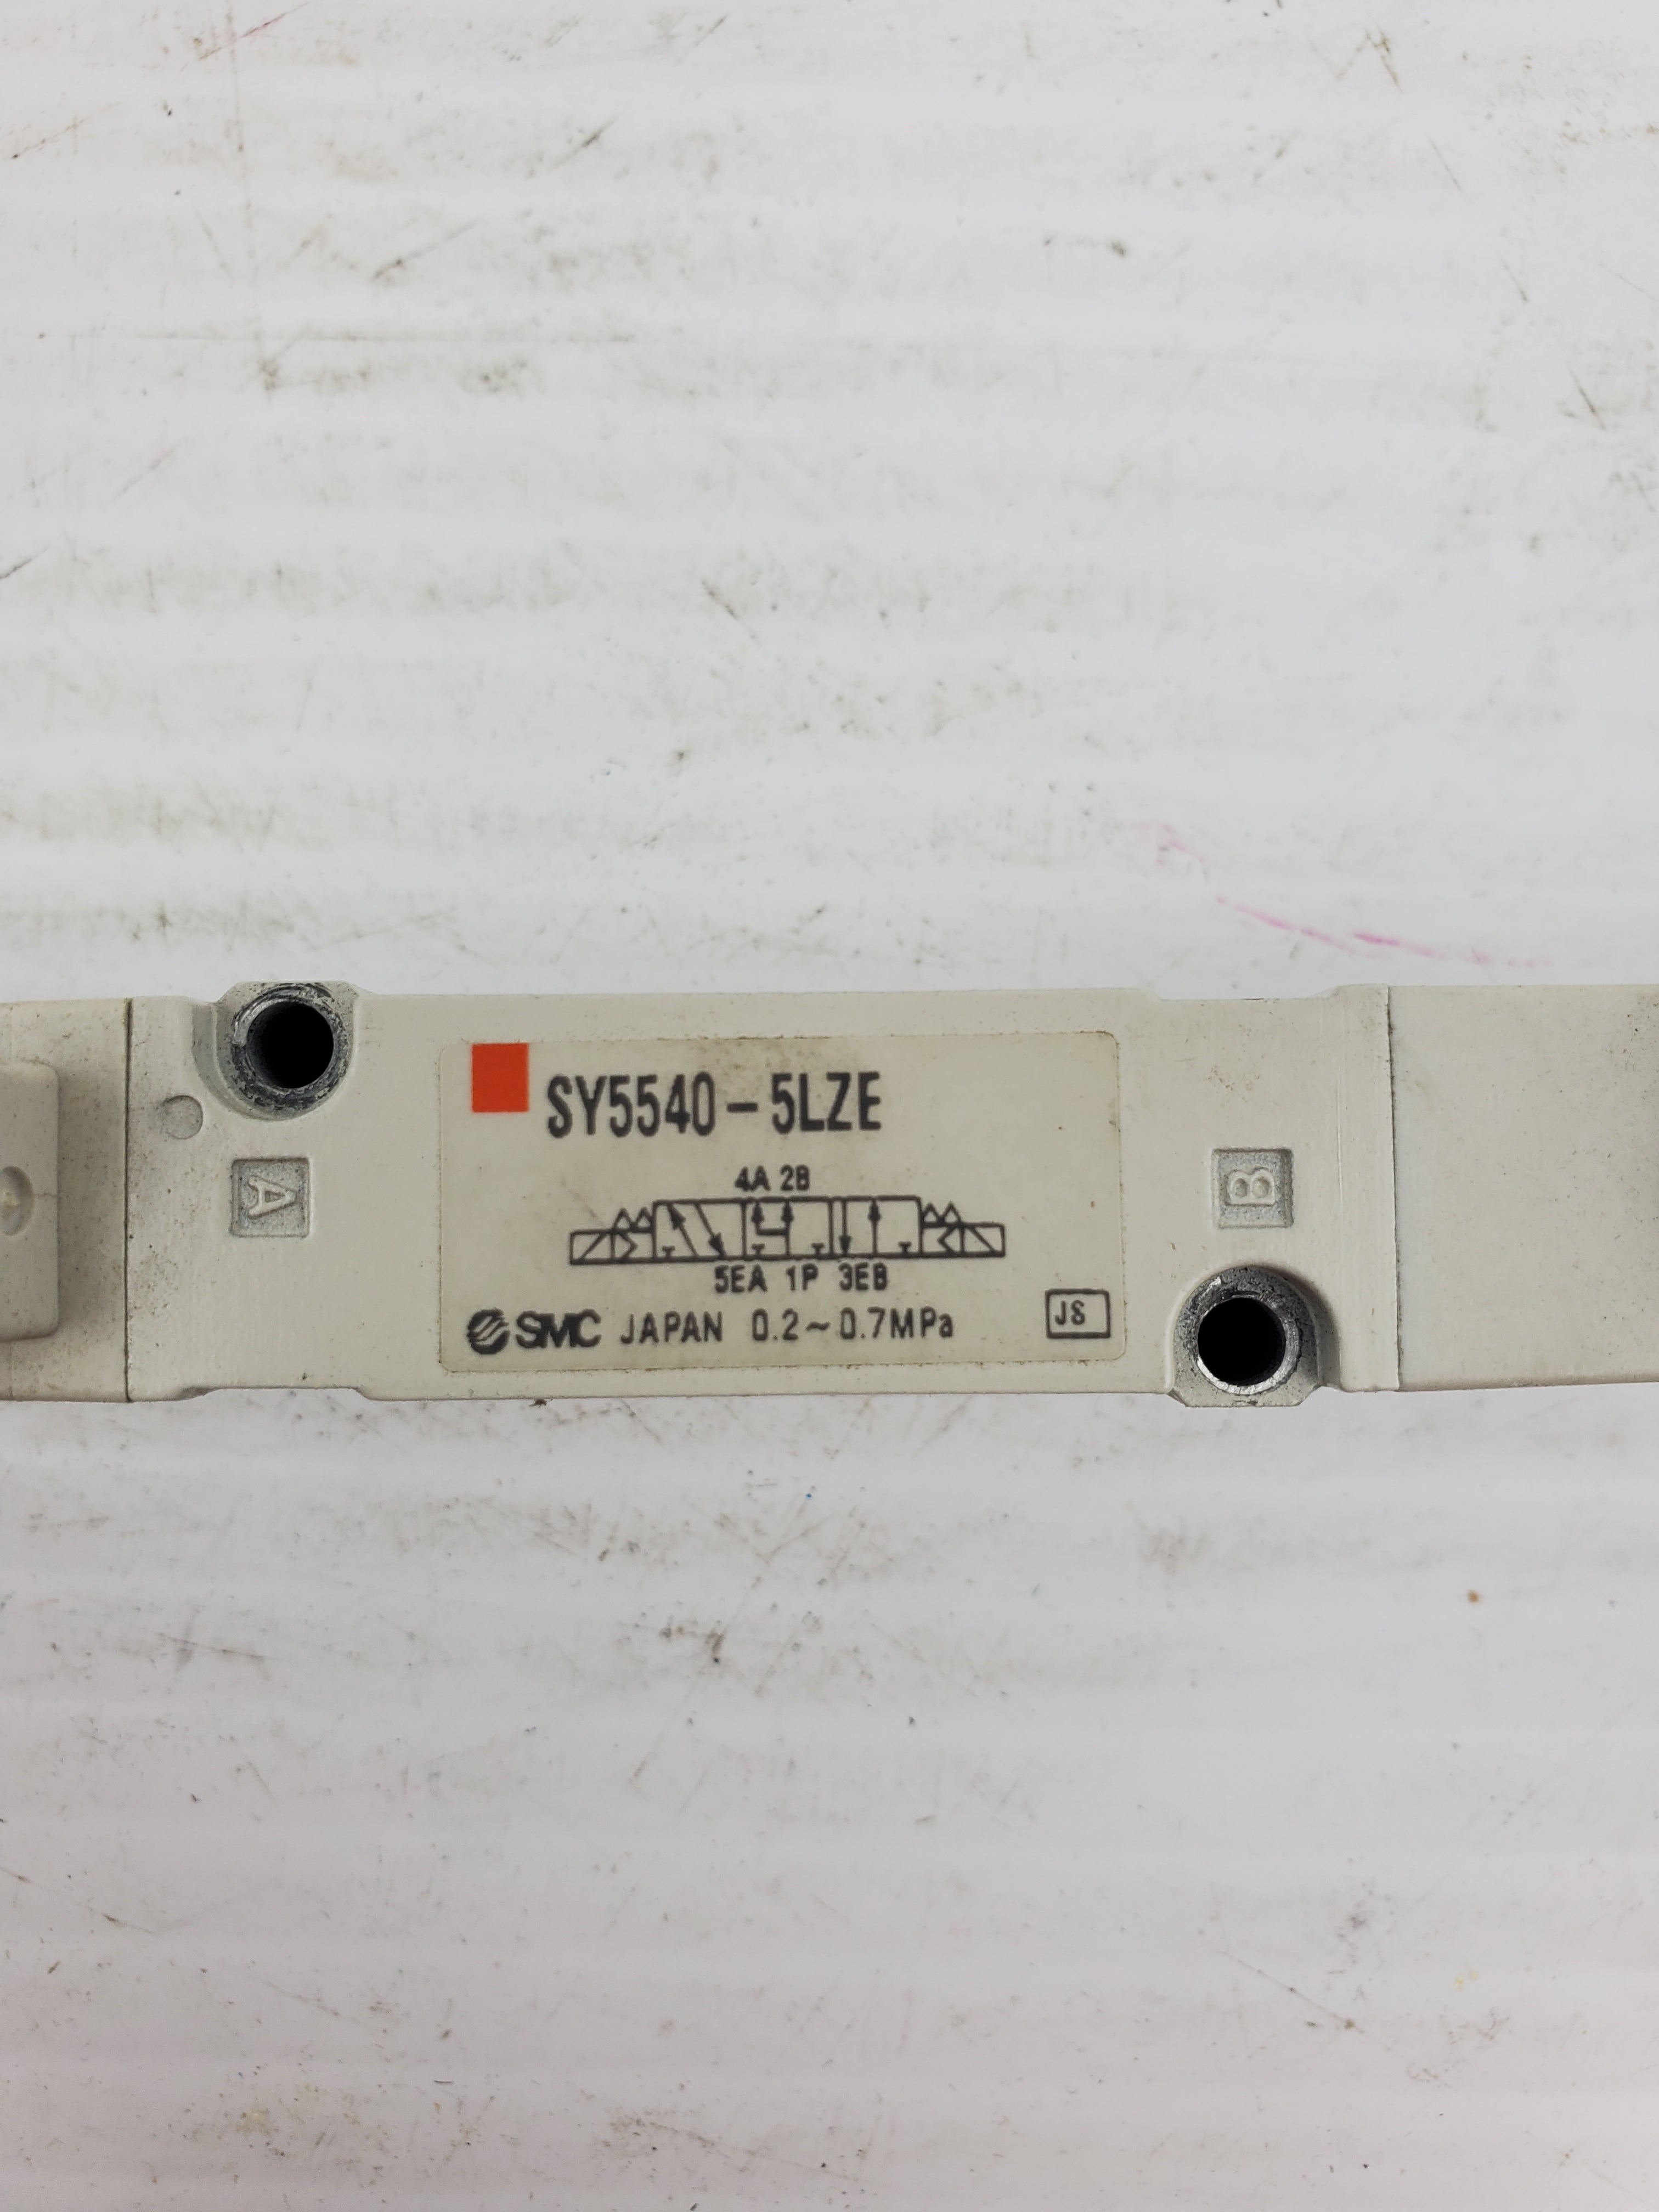 SY5540-5LZE
4A 2B
A
B
5EA 1P 3EB
SMC JAPAN 0.2~0.7MPa JS